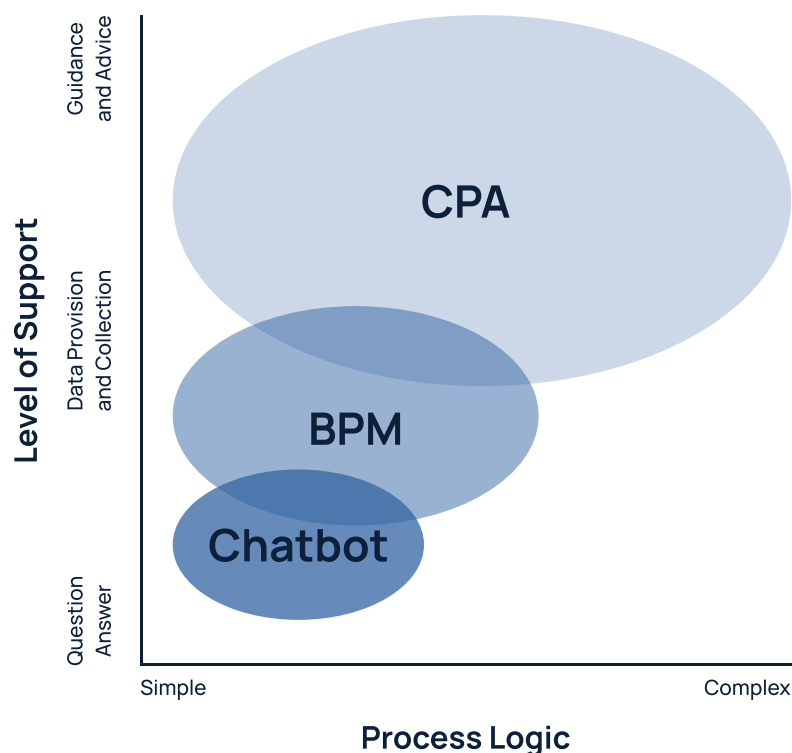 Guidance
and Advice
CPA
Level of Support
Data Provision
and Collection
BPM
Chatbot
Question
Answer
Simple
Complex
Process Logic